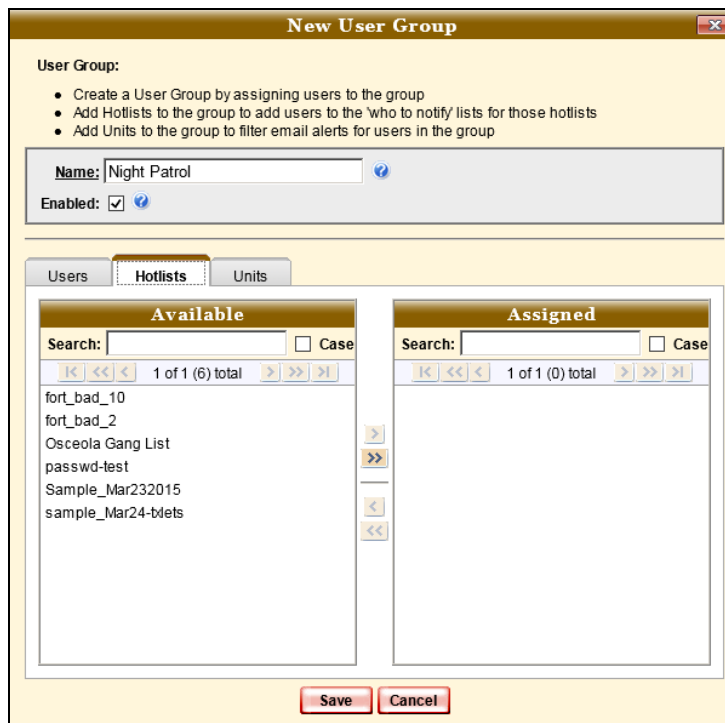 New User Group
User Group:
• Create a User Group by assigning users to the group
• Add Hotlists to the group to add users to the 'who to notify' lists for those hotlists
• Add Units to the group to filter email alerts for users in the group
Name: Night Patrol
Enabled:
Users Hotlists Units
Available
Search: Case
1 of 1 (6) total
fort_bad_10
fort_bad_2
Osceola Gang List
passwd-test
Sample_Mar232015
sample_Mar24-txlets
Assigned
Search: Case
1 of 1 (0) total
Save Cancel